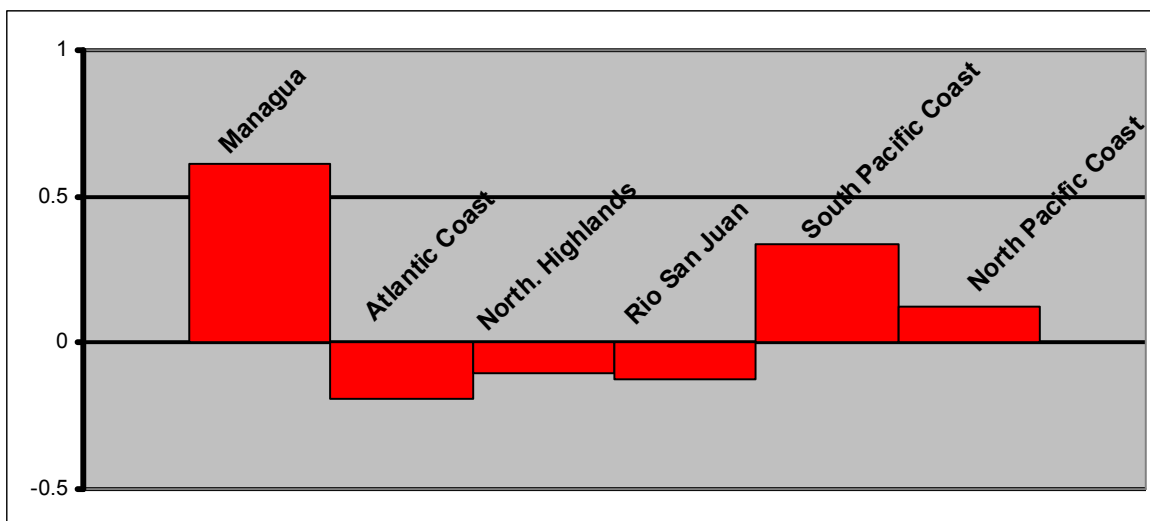 1
0.5
0
-0.5
Managua
Atlantic Coast
North. Highlands
Rio San Juan
South Pacific Coast
North Pacific Coast